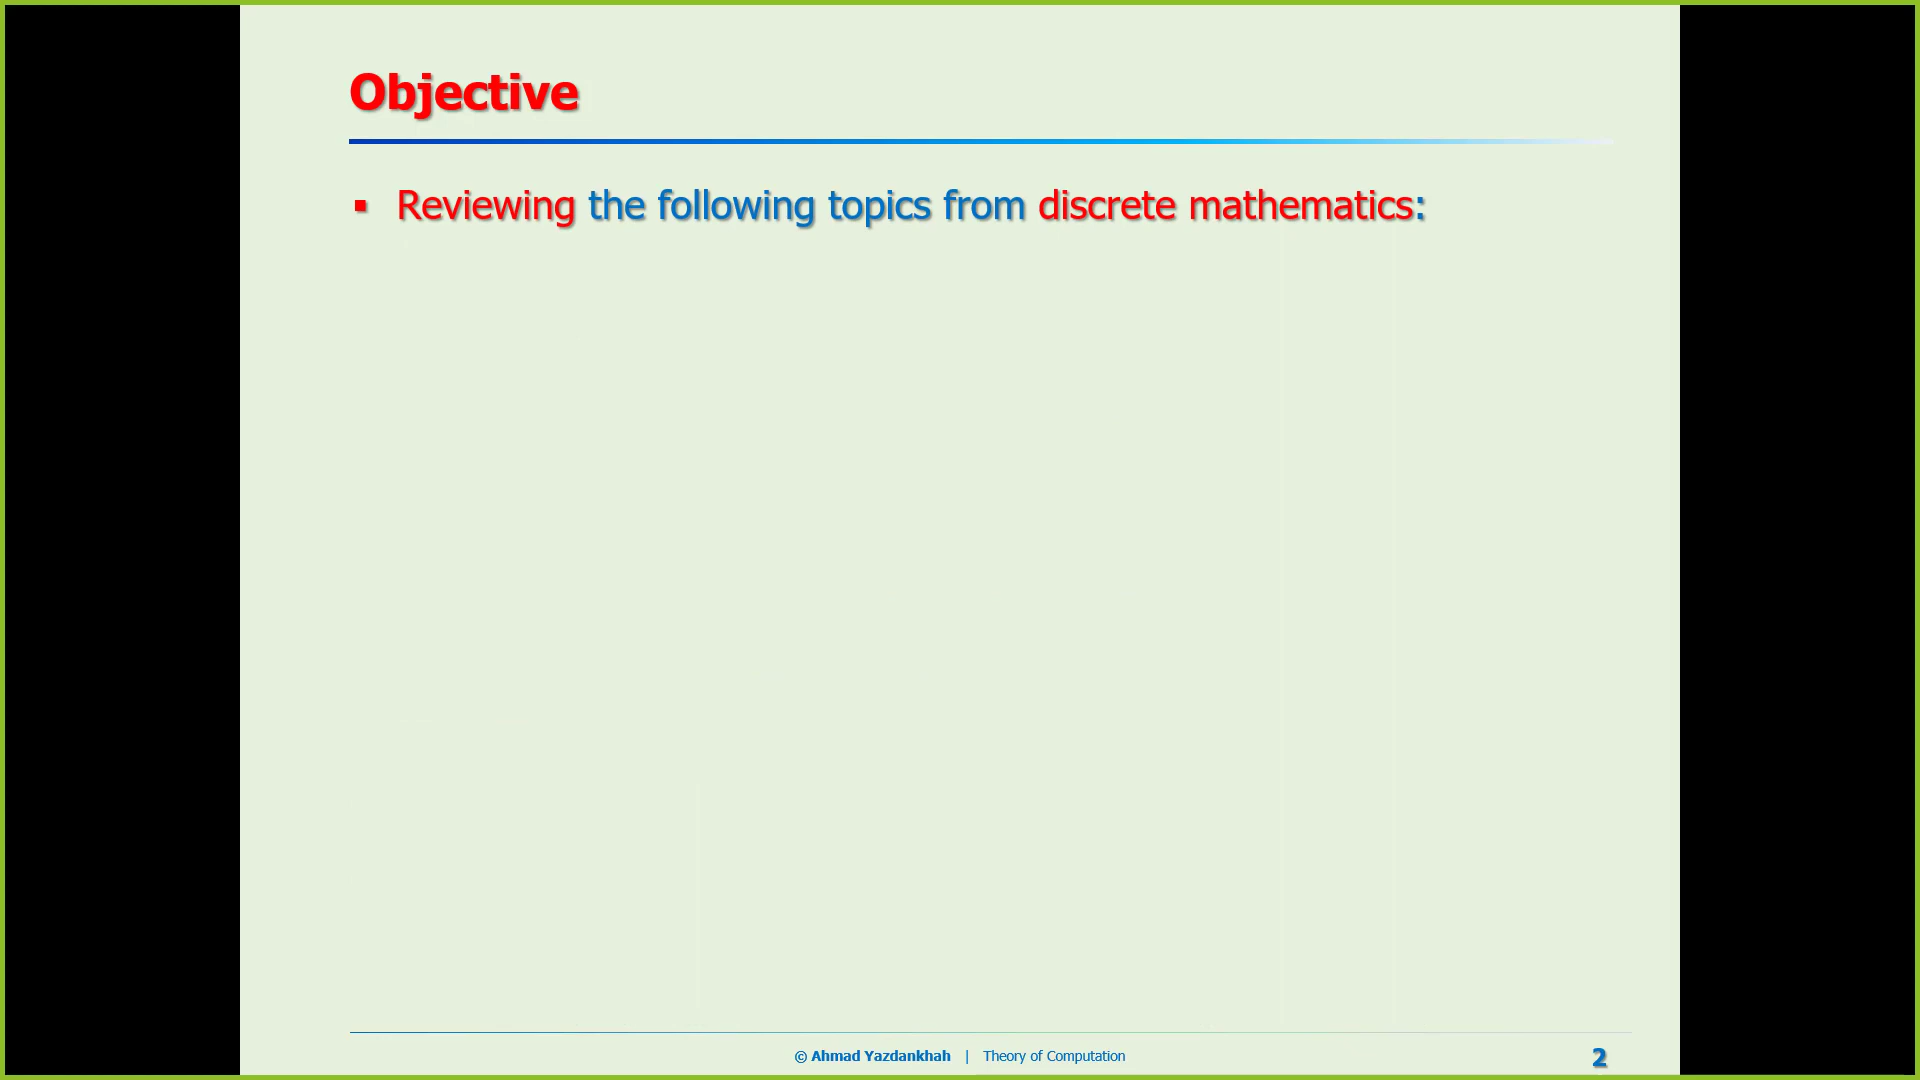 Objective
▪ Reviewing the following topics from discrete mathematics:
© Ahmad Yazdankhah | Theory of Computation
2